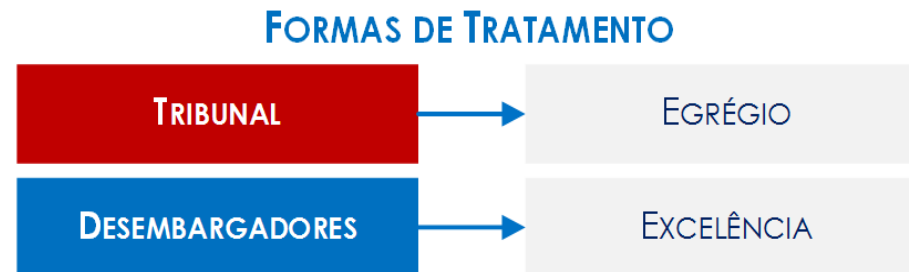 FORMAS DE TRATAMENTO
TRIBUNAL
EGRÉGIO
DESEMBARGADORES
EXCELÊNCIA